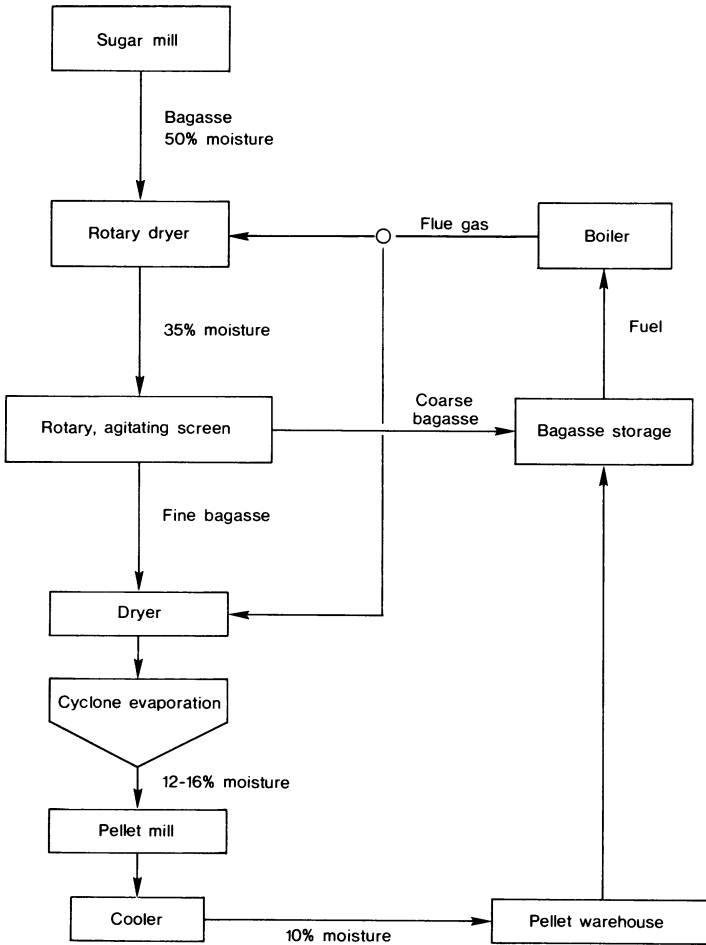 Sugar mill
Bagasse
50% moisture
Rotary dryer
Flue gas
Boiler
35% moisture
Fuel
Coarse
bagasse
Rotary, agitating screen
Bagasse storage
Fine bagasse
Dryer
Cyclone evaporation
12-16% moisture
Pellet mill
Cooler
10% moisture
Pellet warehouse